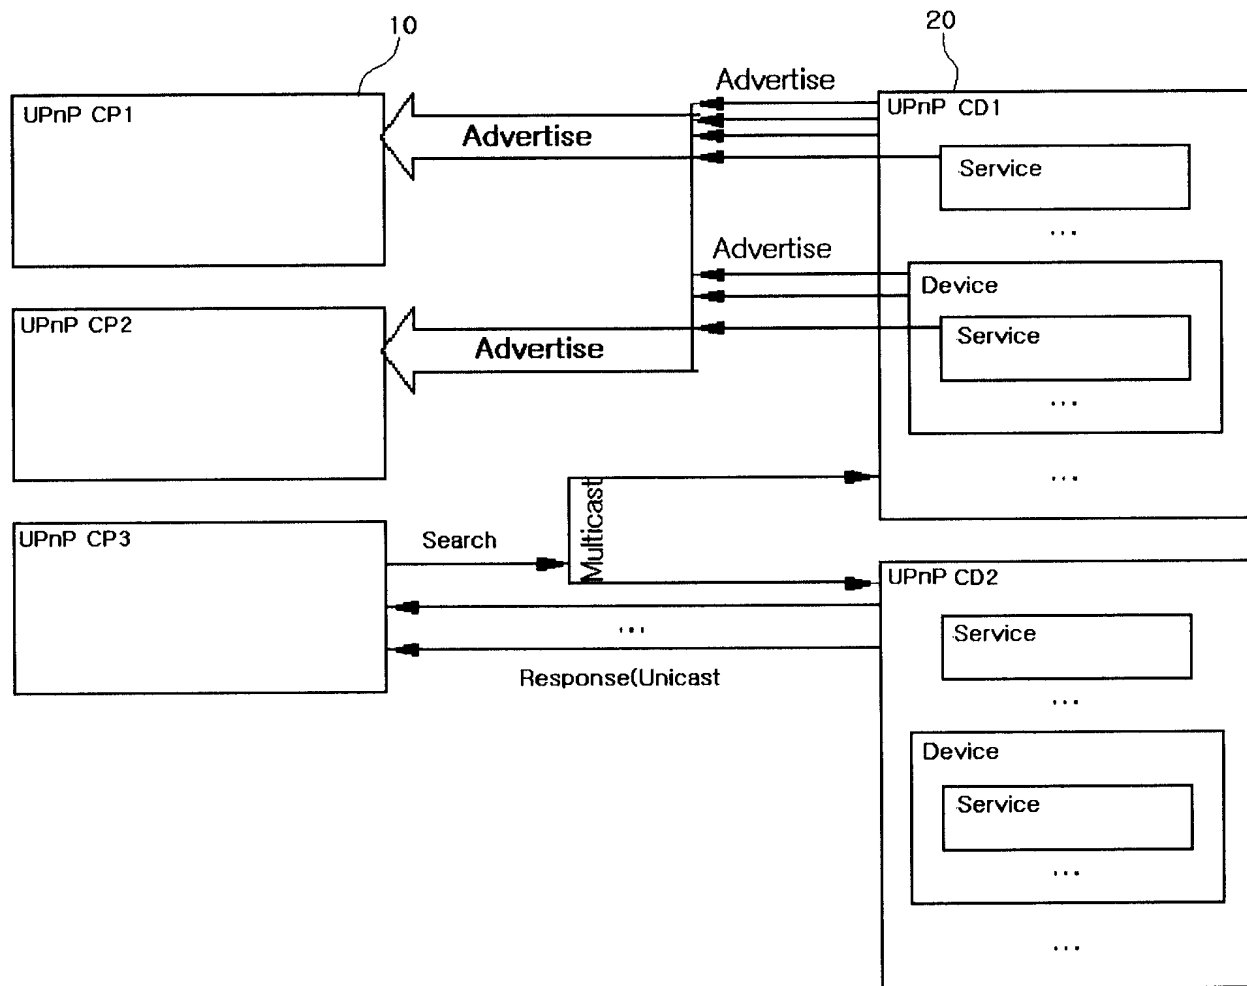 10
20
Advertise
UPnP CP1
UPnP CD1
Advertise
Service
...
Advertise
Device
UPnP CP2
Service
Advertise
...
...
Multicast
UPnP CP3
Search
UPnP CD2
...
Service
Response(Unicast
...
Device
Service
...
...